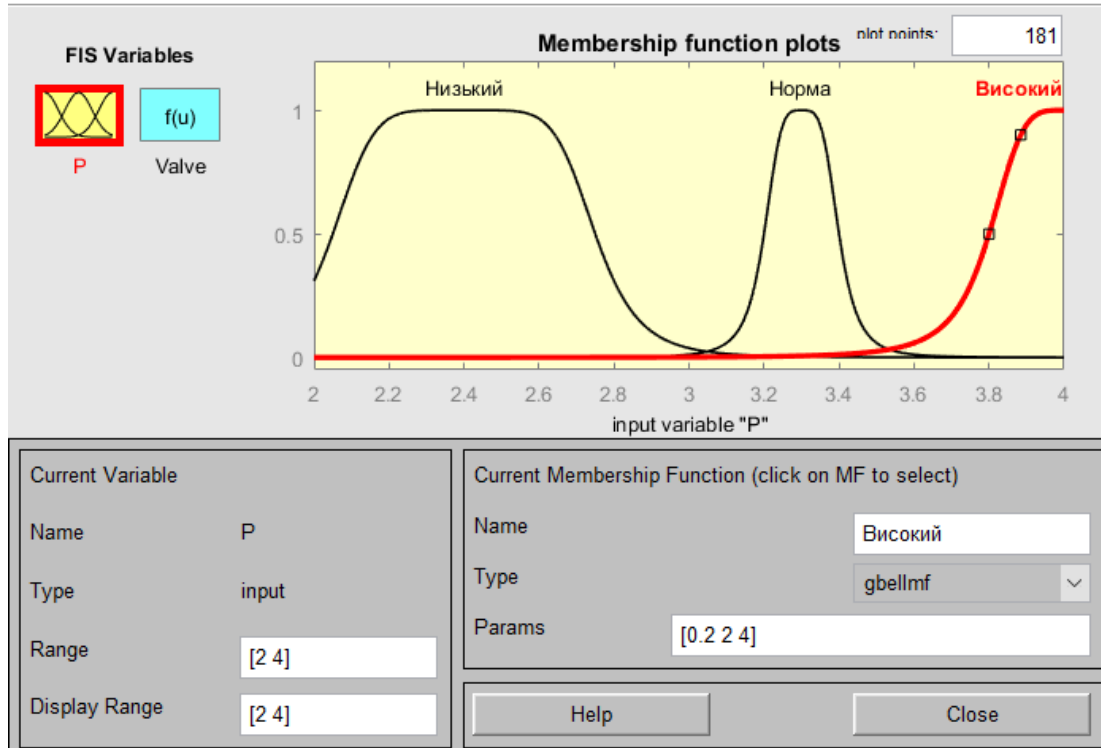 FIS Variables
f(u)
P
Valve
Membership function plots
plot points:
181
Низький
Норма
Високий
1
0.5
0
2 2.2 2.4 2.6 2.8 3 3.2 3.4 3.6 3.8 4
input variable "P"
Current Variable
Name P
Type input
Range [2 4]
Display Range [2 4]
Current Membership Function (click on MF to select)
Name Високий
Type gbellmf
Params [0.2 2 4]
Help
Close